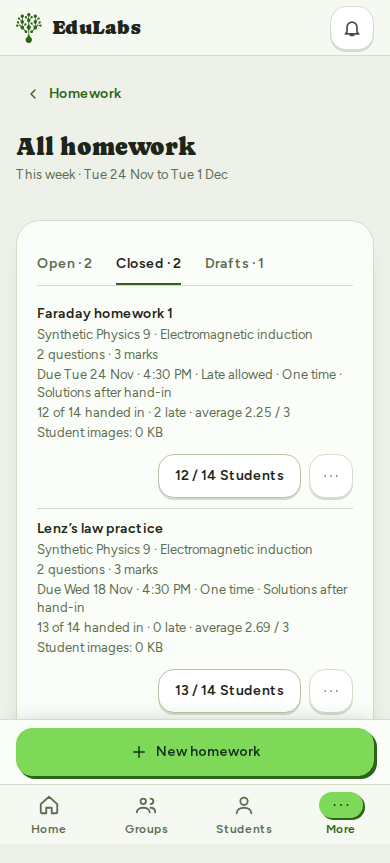 EduLabs
Homework
All homework
This week · Tue 24 Nov to Tue 1 Dec
Open · 2 Closed · 2 Drafts · 1
Faraday homework 1
Synthetic Physics 9 · Electromagnetic induction
2 questions · 3 marks
Due Tue 24 Nov · 4:30 PM · Late allowed · One time ·
Solutions after hand-in
12 of 14 handed in · 2 late · average 2.25 / 3
Student images: 0 KB
12 / 14 Students ···
Lenz’s law practice
Synthetic Physics 9 · Electromagnetic induction
2 questions · 3 marks
Due Wed 18 Nov · 4:30 PM · One time · Solutions after
hand-in
13 of 14 handed in · 0 late · average 2.69 / 3
Student images: 0 KB
13 / 14 Students ···
New homework
Home Groups Students More